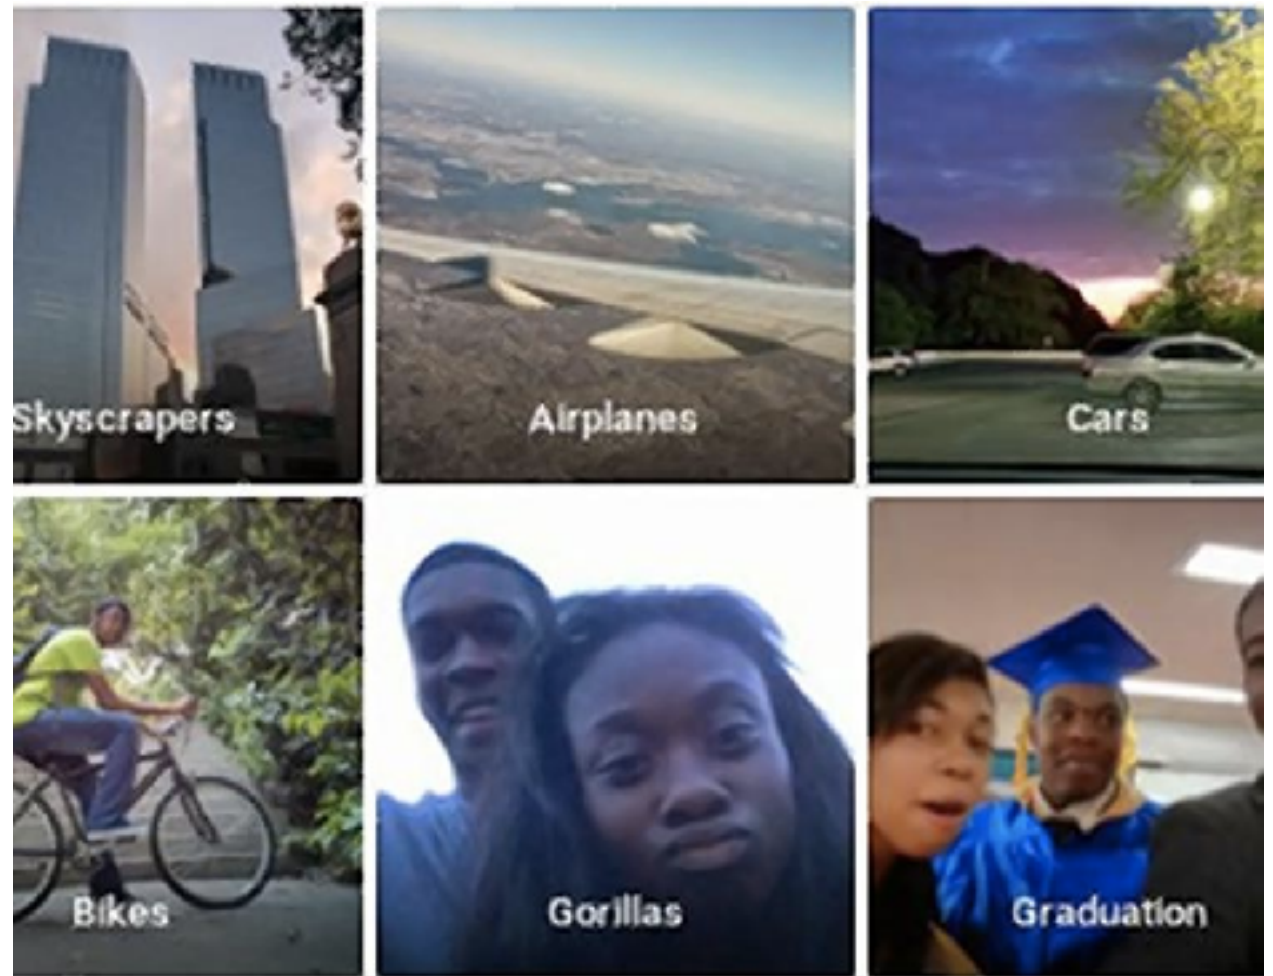 Skyscrapers
Airplanes
Cars
Bikes
Gorillas
Graduation